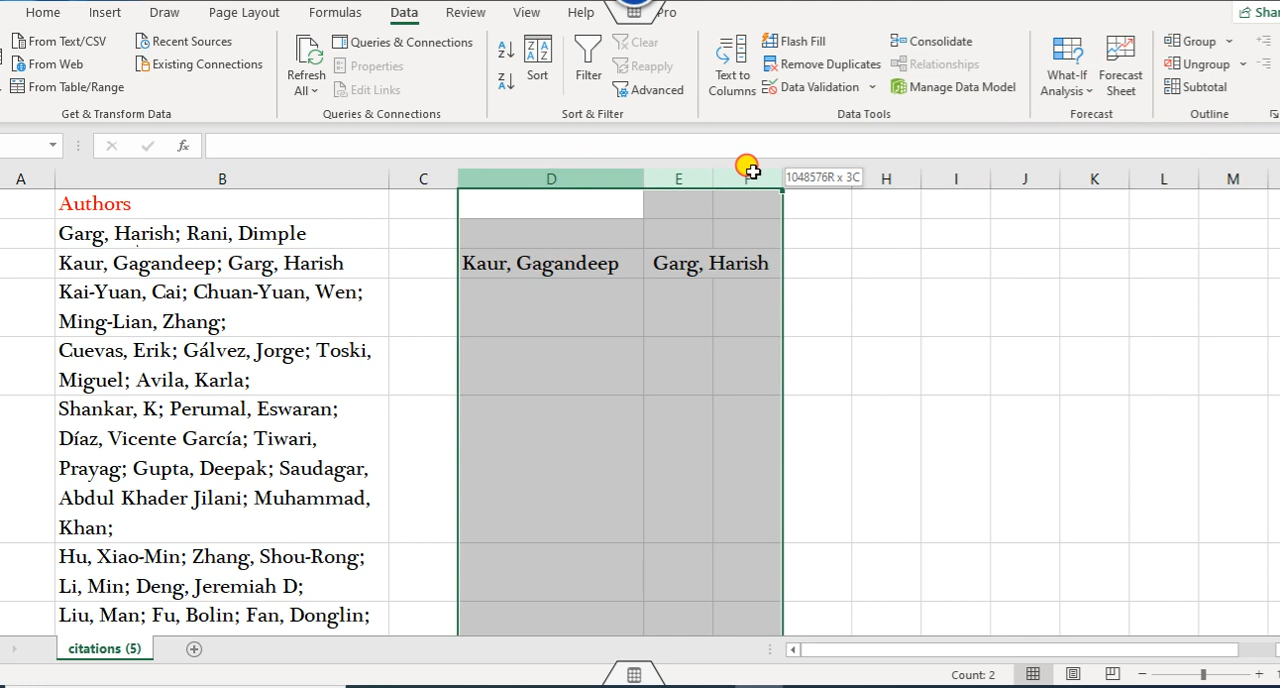 Home Insert Draw Page Layout Formulas Data Review View Help Pro
Share
From Text/CSV Recent Sources
From Web Existing Connections
From Table/Range
Get & Transform Data
Refresh All
Queries & Connections
Properties
Edit Links
Queries & Connections
Sort
Filter
Clear
Reapply
Advanced
Sort & Filter
Text to Columns
Flash Fill Consolidate
Remove Duplicates Relationships
Data Validation Manage Data Model
Data Tools
What-If Analysis
Forecast Sheet
Forecast
Group
Ungroup
Subtotal
Outline
fx
1048576R x 3C
A B C D E F H I J K L M
Authors
Garg, Harish; Rani, Dimple
Kaur, Gagandeep; Garg, Harish Kaur, Gagandeep Garg, Harish
Kai-Yuan, Cai; Chuan-Yuan, Wen;
Ming-Lian, Zhang;
Cuevas, Erik; Gálvez, Jorge; Toski,
Miguel; Avila, Karla;
Shankar, K; Perumal, Eswaran;
Díaz, Vicente García; Tiwari,
Prayag; Gupta, Deepak; Saudagar,
Abdul Khader Jilani; Muhammad,
Khan;
Hu, Xiao-Min; Zhang, Shou-Rong;
Li, Min; Deng, Jeremiah D;
Liu, Man; Fu, Bolin; Fan, Donglin;
citations (5)
Count: 2